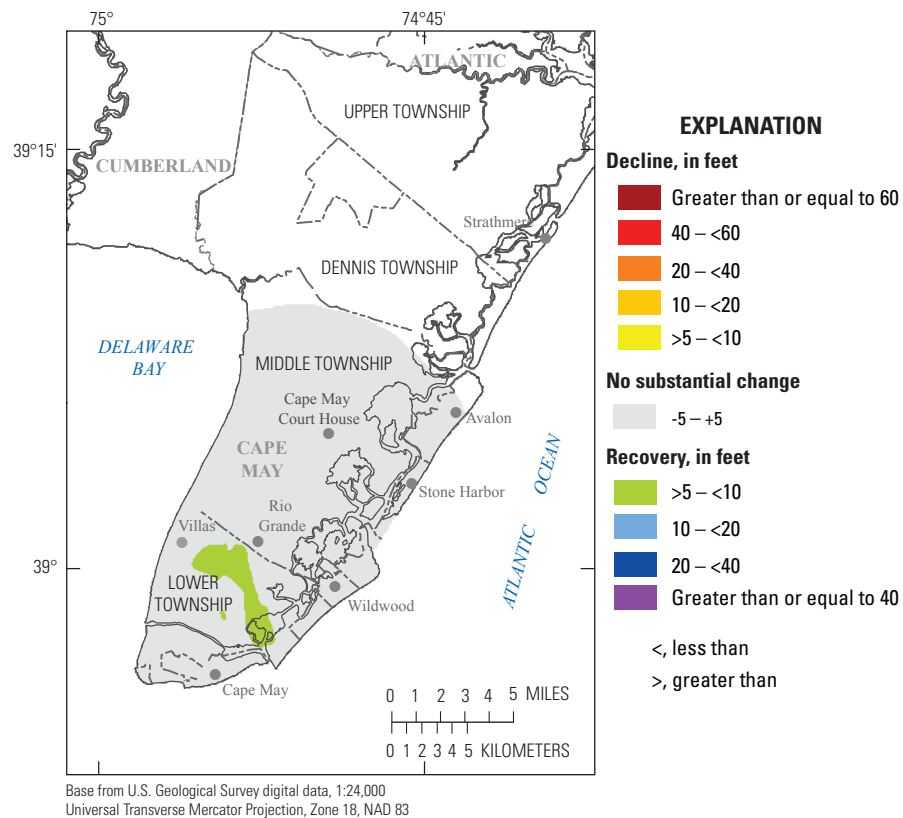 75°
74°45'
ATLANTIC
UPPER TOWNSHIP
39°15'
CUMBERLAND
Strathmere
DENNIS TOWNSHIP
DELAWARE
BAY
MIDDLE TOWNSHIP
Cape May
Court House
Avalon
CAPE
MAY
ATLANTIC OCEAN
Stone Harbor
Rio
Grande
Villas
39°
LOWER
TOWNSHIP
Wildwood
Cape May
0 1 2 3 4 5 MILES
0 1 2 3 4 5 KILOMETERS
Base from U.S. Geological Survey digital data, 1:24,000
Universal Transverse Mercator Projection, Zone 18, NAD 83
EXPLANATION
Decline, in feet
Greater than or equal to 60
40 – <60
20 – <40
10 – <20
>5 – <10
No substantial change
-5 – +5
Recovery, in feet
>5 – <10
10 – <20
20 – <40
Greater than or equal to 40
<, less than
>, greater than